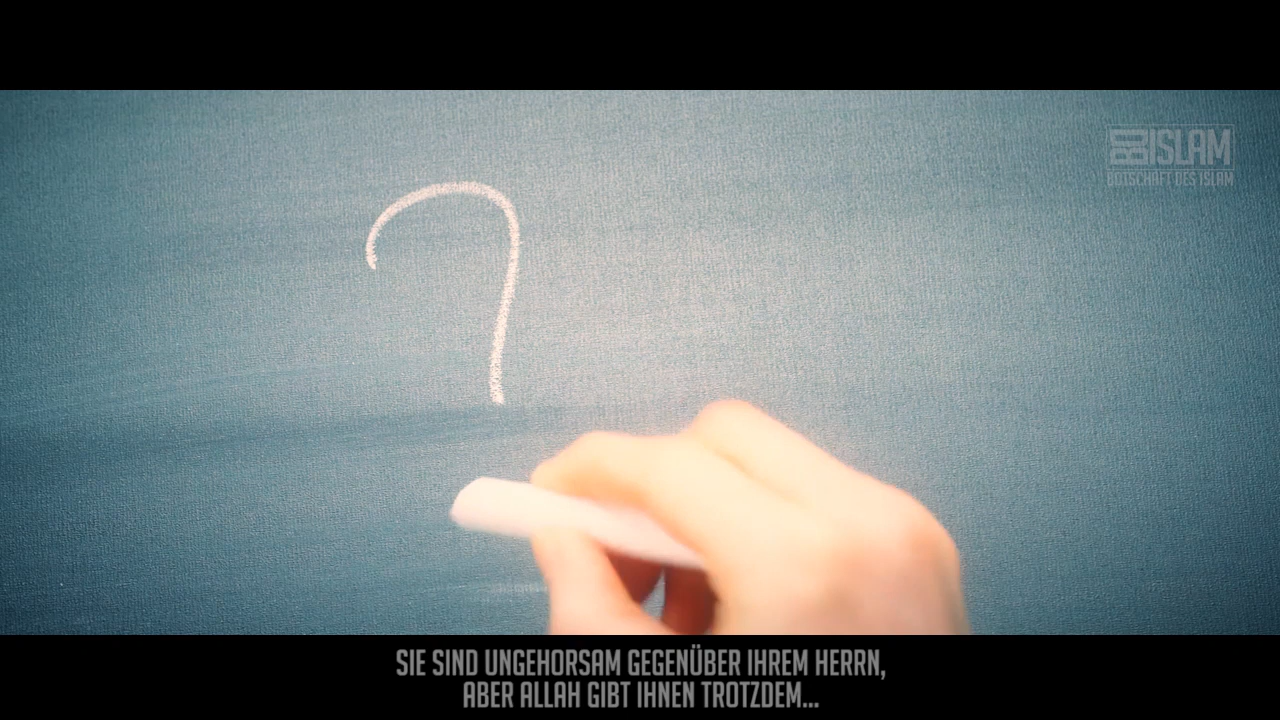 ISLAM
BOTSCHAFT DES ISLAM
?
SIE SIND UNGEHORSAM GEGENÜBER IHREM HERRN,
ABER ALLAH GIBT IHNEN TROTZDEM...